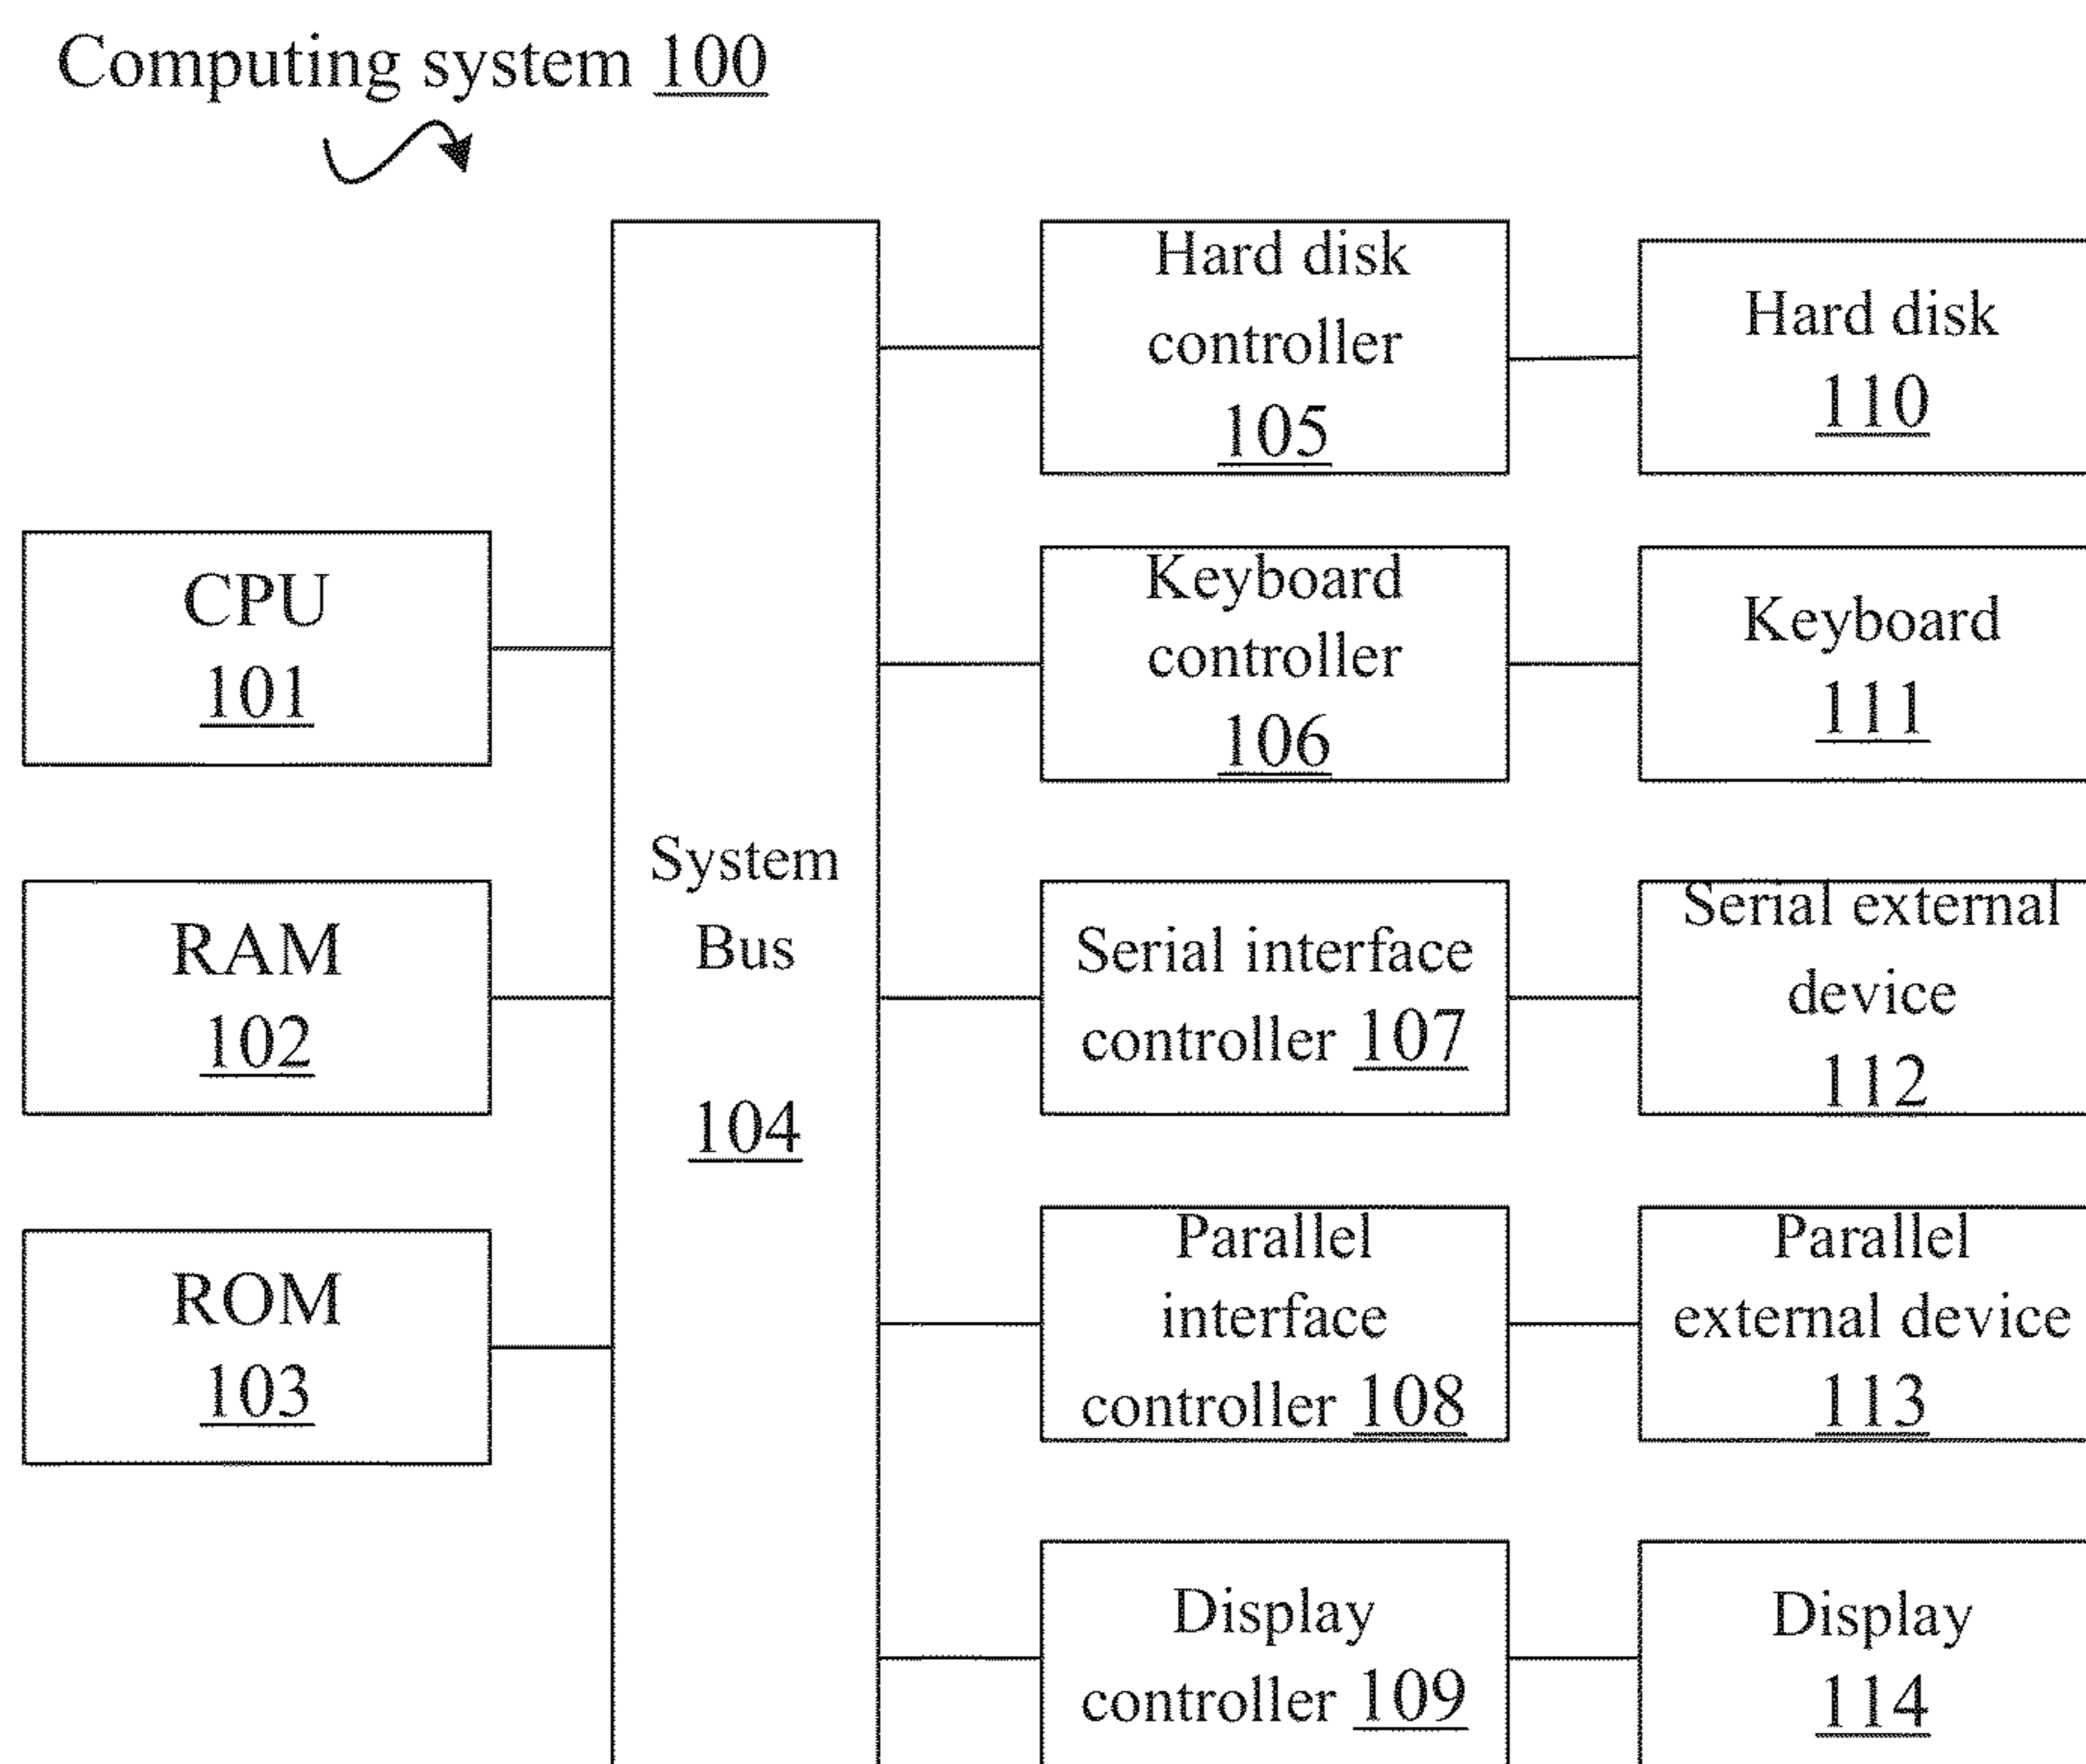 Computing system 100
CPU
101
RAM
102
ROM
103
System
Bus
104
Hard disk
controller
105
Keyboard
controller
106
Serial interface
controller 107
Parallel
interface
controller 108
Display
controller 109
Hard disk
110
Keyboard
111
Serial external
device
112
Parallel
external device
113
Display
114